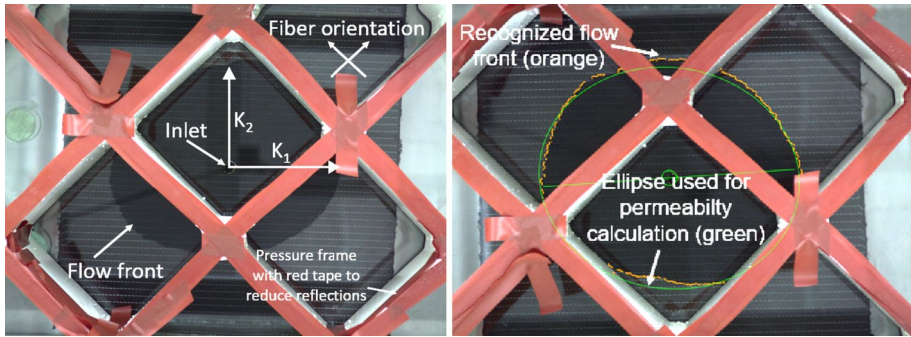 Fiber orientation
K2
Inlet
K1
Flow front
Pressure frame
with red tape to
reduce reflections
Recognized flow
front (orange)
Ellipse used for
permeabilty
calculation (green)